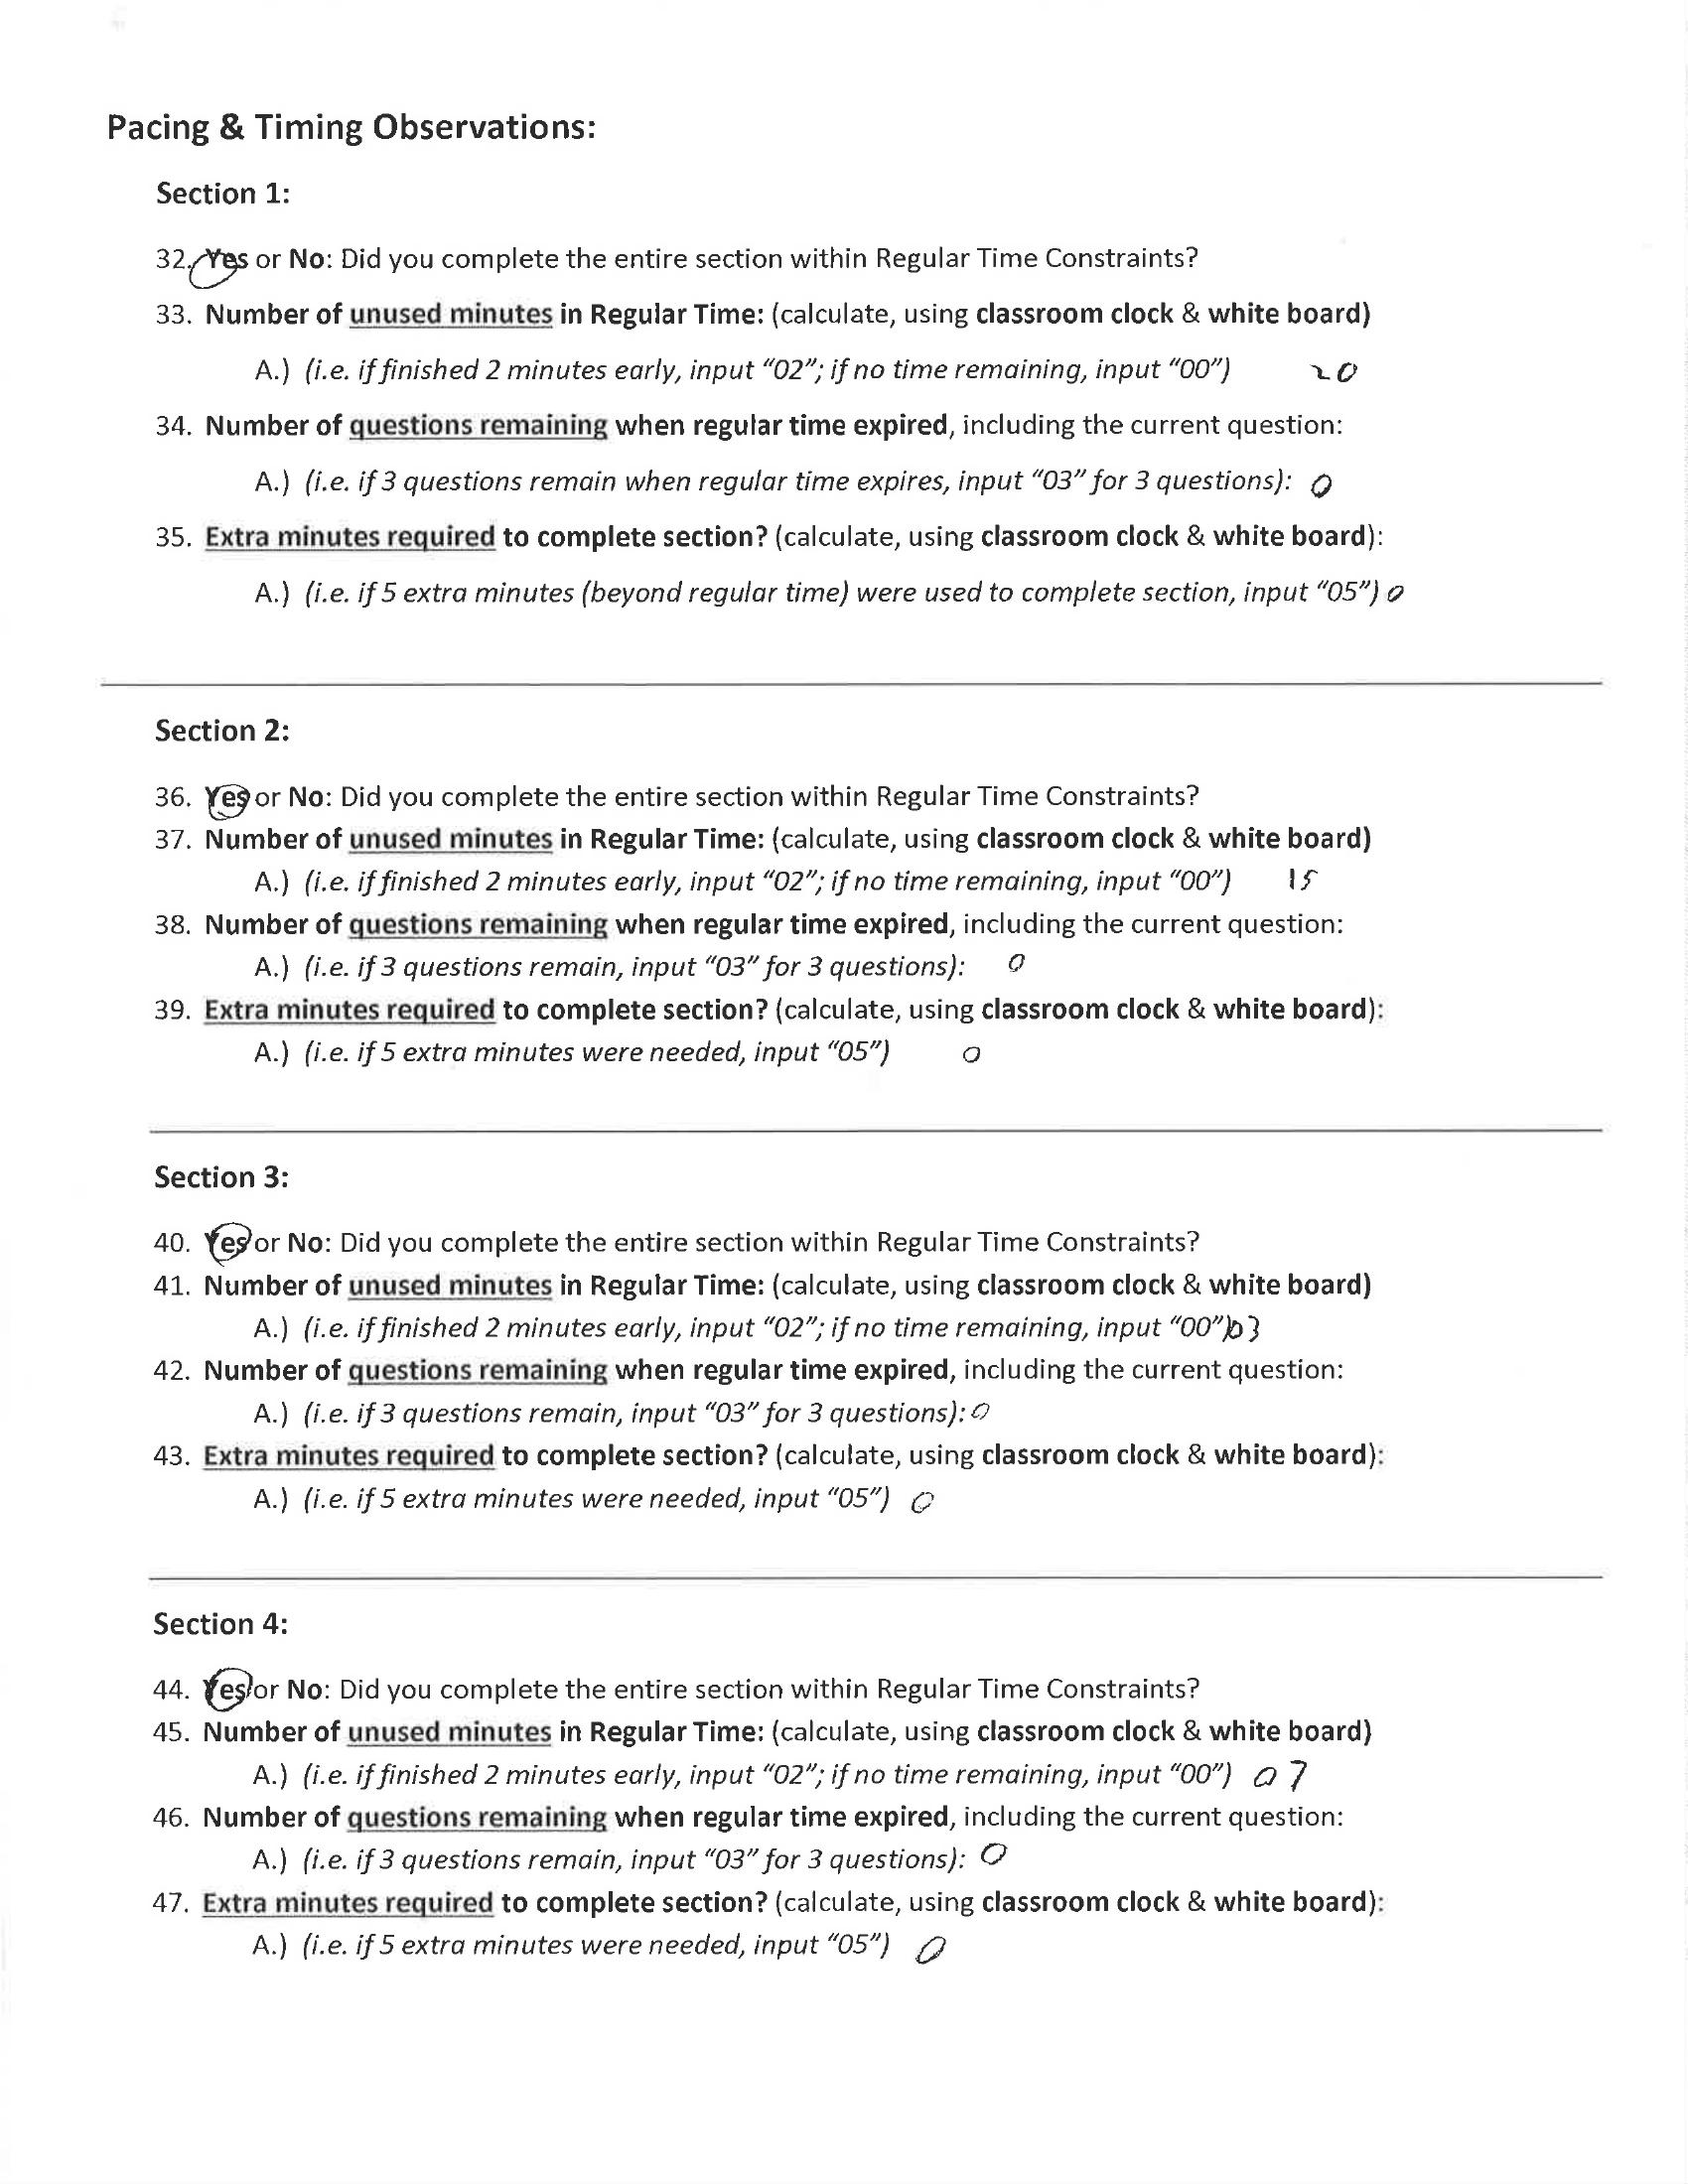 Pacing & Timing Observations:
Section 1:
32. Yes or No: Did you complete the entire section within Regular Time Constraints?
33. Number of unused minutes in Regular Time: (calculate, using classroom clock & white board)
A.) (i.e. if finished 2 minutes early, input "02"; if no time remaining, input "00") 20
34. Number of questions remaining when regular time expired, including the current question:
A.) (i.e. if 3 questions remain when regular time expires, input "03" for 3 questions): 0
35. Extra minutes required to complete section? (calculate, using classroom clock & white board):
A.) (i.e. if 5 extra minutes (beyond regular time) were used to complete section, input "05") 0
Section 2:
36. Yes or No: Did you complete the entire section within Regular Time Constraints?
37. Number of unused minutes in Regular Time: (calculate, using classroom clock & white board)
A.) (i.e. if finished 2 minutes early, input "02"; if no time remaining, input "00") 15
38. Number of questions remaining when regular time expired, including the current question:
A.) (i.e. if 3 questions remain, input "03" for 3 questions): 0
39. Extra minutes required to complete section? (calculate, using classroom clock & white board):
A.) (i.e. if 5 extra minutes were needed, input "05") 0
Section 3:
40. Yes or No: Did you complete the entire section within Regular Time Constraints?
41. Number of unused minutes in Regular Time: (calculate, using classroom clock & white board)
A.) (i.e. if finished 2 minutes early, input "02"; if no time remaining, input "00") 03
42. Number of questions remaining when regular time expired, including the current question:
A.) (i.e. if 3 questions remain, input "03" for 3 questions): 0
43. Extra minutes required to complete section? (calculate, using classroom clock & white board):
A.) (i.e. if 5 extra minutes were needed, input "05") 0
Section 4:
44. Yes or No: Did you complete the entire section within Regular Time Constraints?
45. Number of unused minutes in Regular Time: (calculate, using classroom clock & white board)
A.) (i.e. if finished 2 minutes early, input "02"; if no time remaining, input "00") 07
46. Number of questions remaining when regular time expired, including the current question:
A.) (i.e. if 3 questions remain, input "03" for 3 questions): 0
47. Extra minutes required to complete section? (calculate, using classroom clock & white board):
A.) (i.e. if 5 extra minutes were needed, input "05") 0